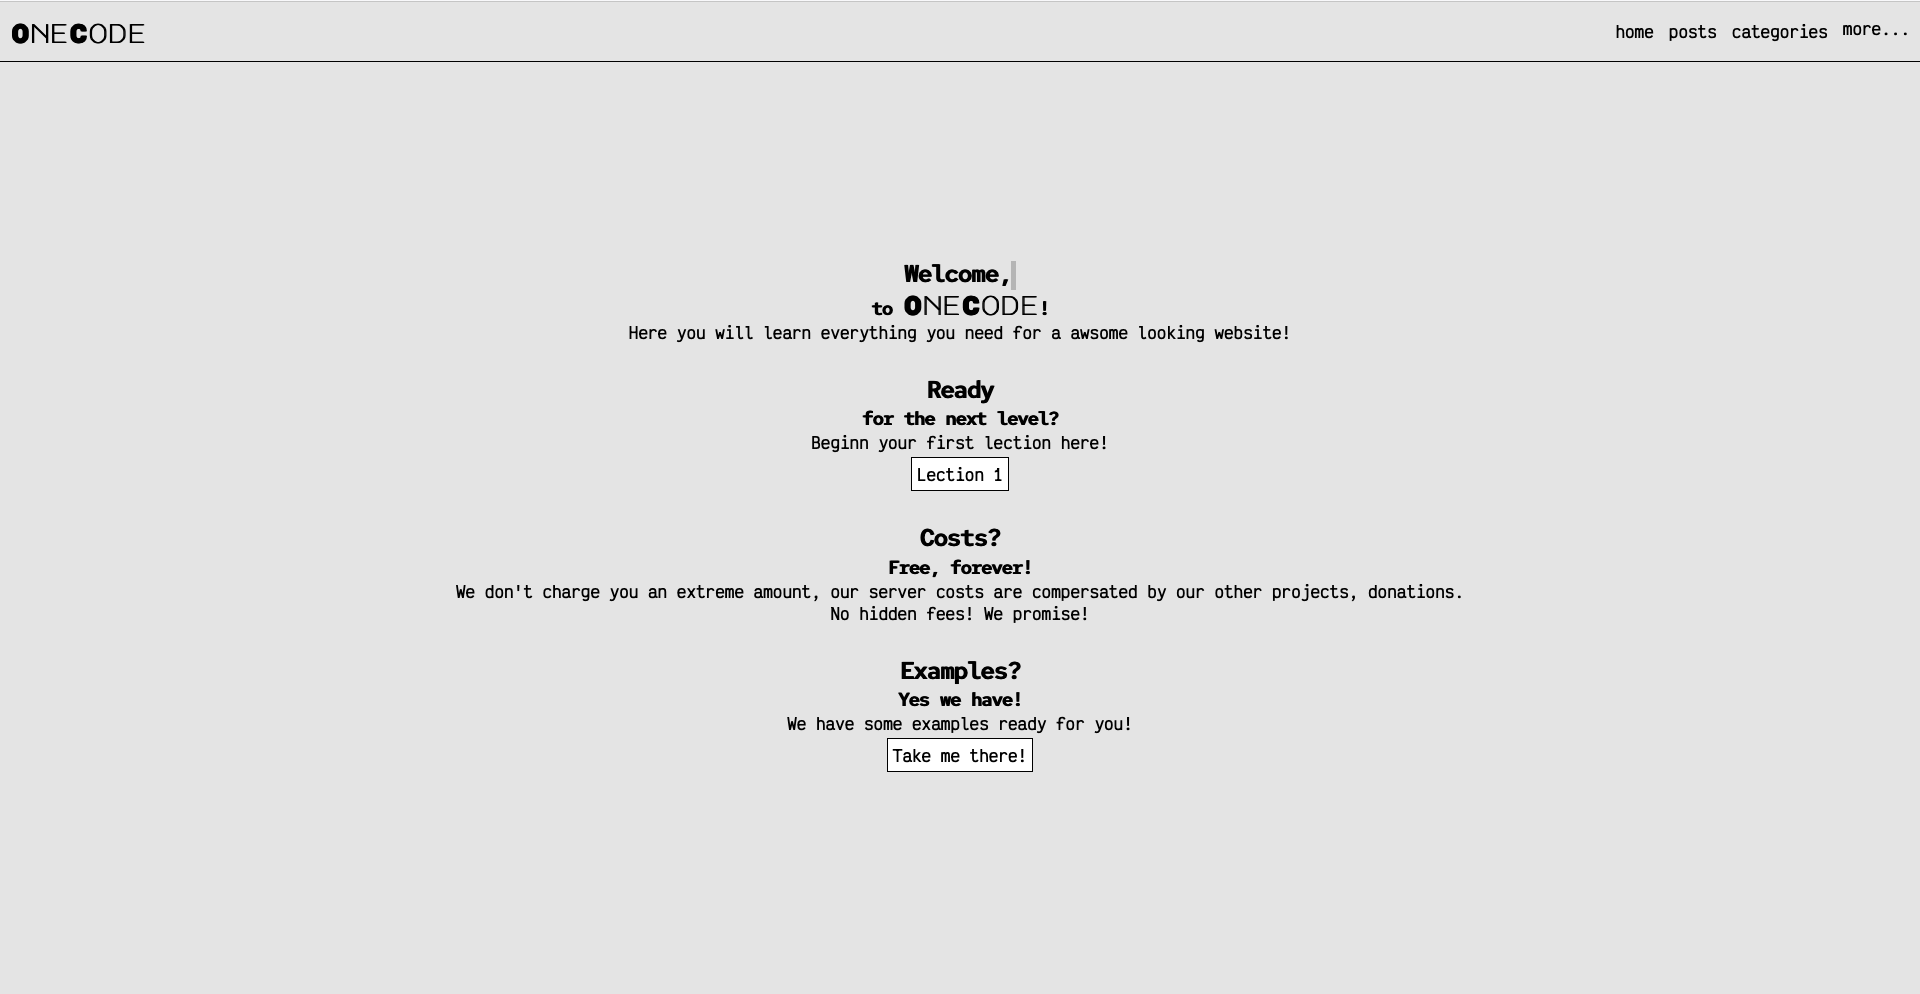 ONECODE
home posts categories more...
Welcome,
to ONECODE!
Here you will learn everything you need for a awsome looking website!
Ready
for the next level?
Beginn your first lection here!
Lection 1
Costs?
Free, forever!
We don't charge you an extreme amount, our server costs are compersated by our other projects, donations.
No hidden fees! We promise!
Examples?
Yes we have!
We have some examples ready for you!
Take me there!